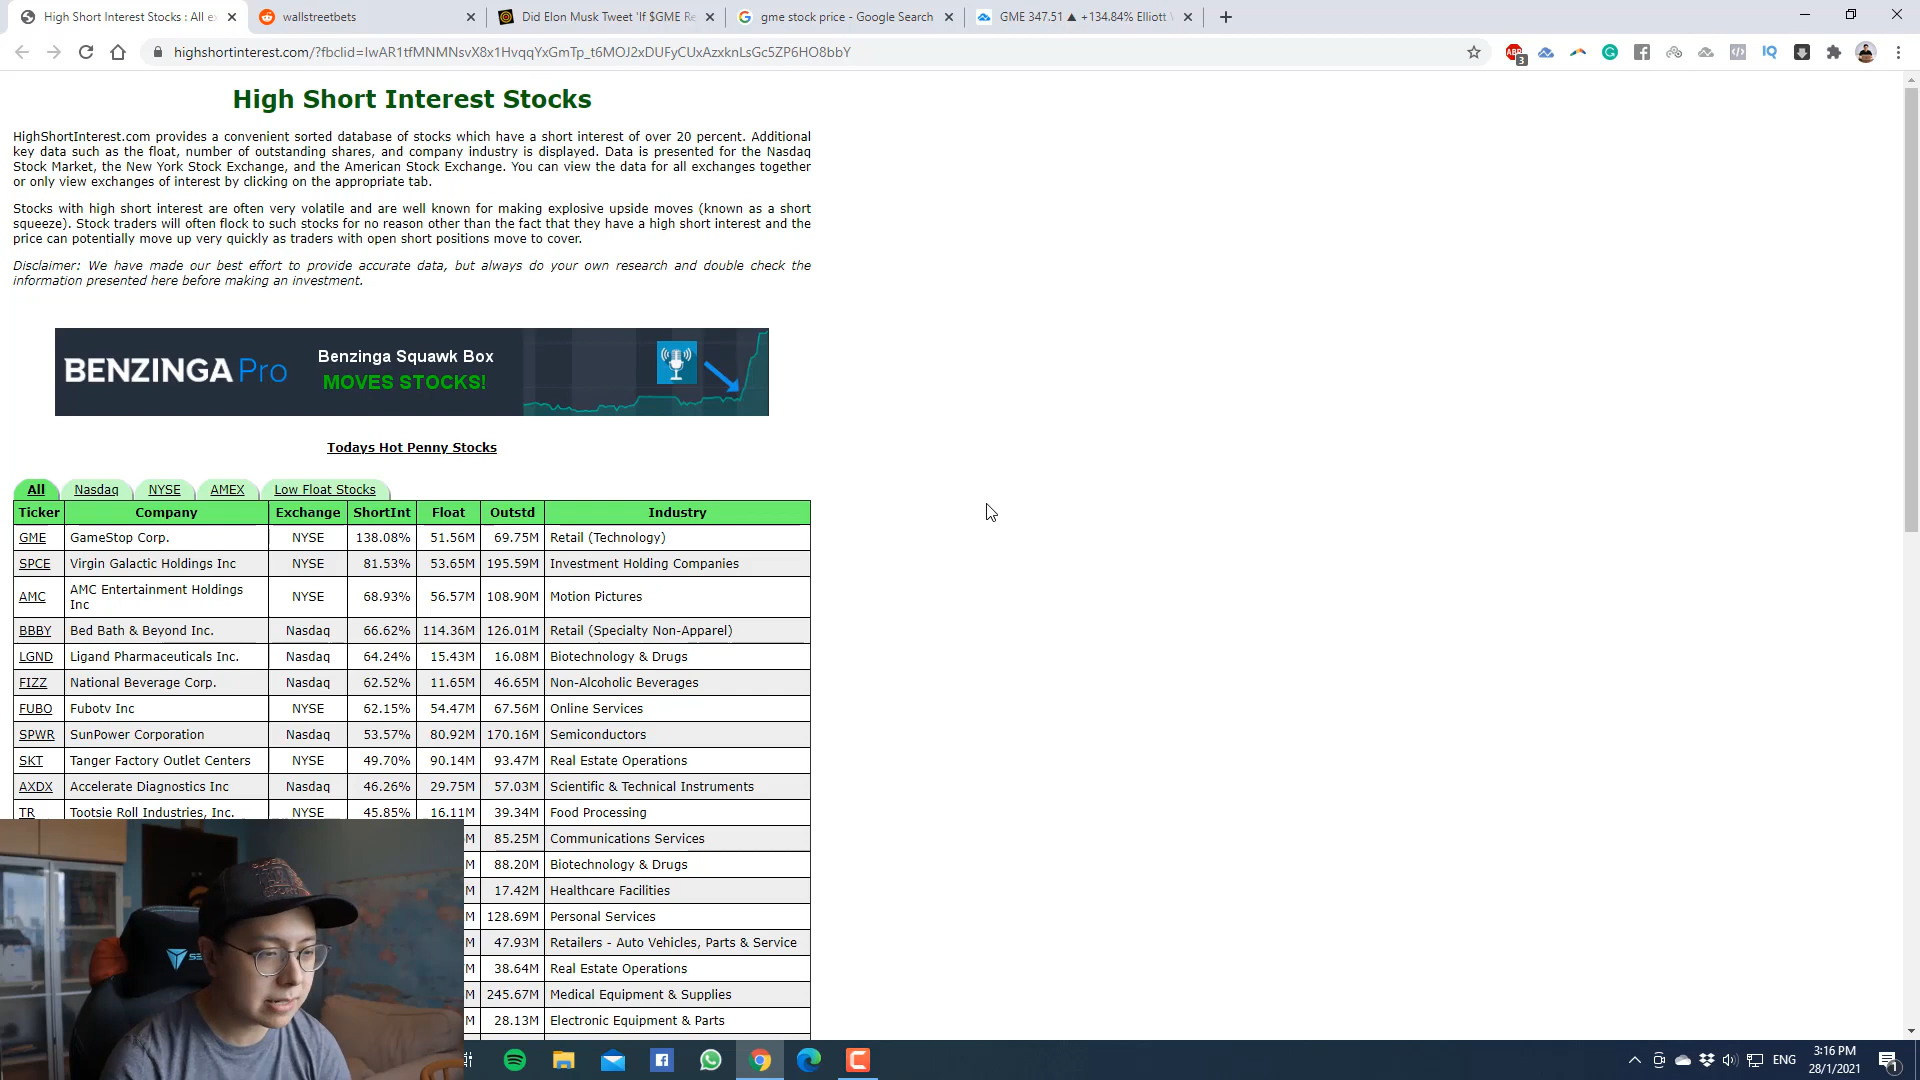 High Short Interest Stocks : All e
wallstreetbets
Did Elon Musk Tweet 'If $GME Re
gme stock price - Google Search
GME 347.51 ▲ +134.84% Elliott
highshortinterest.com/?fbclid=IwAR1tfMNMNsvX8x1HvqqYxGmTp_t6MOJ2xDUFyCUxAzxknLsGc5ZP6HO8bbY
ABP
3
IQ
High Short Interest Stocks
HighShortInterest.com provides a convenient sorted database of stocks which have a short interest of over 20 percent. Additional
key data such as the float, number of outstanding shares, and company industry is displayed. Data is presented for the Nasdaq
Stock Market, the New York Stock Exchange, and the American Stock Exchange. You can view the data for all exchanges together
or only view exchanges of interest by clicking on the appropriate tab.
Stocks with high short interest are often very volatile and are well known for making explosive upside moves (known as a short
squeeze). Stock traders will often flock to such stocks for no reason other than the fact that they have a high short interest and the
price can potentially move up very quickly as traders with open short positions move to cover.
Disclaimer: We have made our best effort to provide accurate data, but always do your own research and double check the
information presented here before making an investment.
BENZINGA Pro
Benzinga Squawk Box
MOVES STOCKS!
Todays Hot Penny Stocks
All Nasdaq NYSE AMEX Low Float Stocks
Ticker Company Exchange ShortInt Float Outstd Industry
GME GameStop Corp. NYSE 138.08% 51.56M 69.75M Retail (Technology)
SPCE Virgin Galactic Holdings Inc NYSE 81.53% 53.65M 195.59M Investment Holding Companies
AMC AMC Entertainment Holdings Inc NYSE 68.93% 56.57M 108.90M Motion Pictures
BBBY Bed Bath & Beyond Inc. Nasdaq 66.62% 114.36M 126.01M Retail (Specialty Non-Apparel)
LGND Ligand Pharmaceuticals Inc. Nasdaq 64.24% 15.43M 16.08M Biotechnology & Drugs
FIZZ National Beverage Corp. Nasdaq 62.52% 11.65M 46.65M Non-Alcoholic Beverages
FUBO Fubotv Inc NYSE 62.15% 54.47M 67.56M Online Services
SPWR SunPower Corporation Nasdaq 53.57% 80.92M 170.16M Semiconductors
SKT Tanger Factory Outlet Centers NYSE 49.70% 90.14M 93.47M Real Estate Operations
AXDX Accelerate Diagnostics Inc Nasdaq 46.26% 29.75M 57.03M Scientific & Technical Instruments
TR Tootsie Roll Industries, Inc. NYSE 45.85% 16.11M 39.34M Food Processing
M 85.25M Communications Services
M 88.20M Biotechnology & Drugs
M 17.42M Healthcare Facilities
M 128.69M Personal Services
M 47.93M Retailers - Auto Vehicles, Parts & Service
M 38.64M Real Estate Operations
M 245.67M Medical Equipment & Supplies
M 28.13M Electronic Equipment & Parts
ENG
3:16 PM
28/1/2021
1